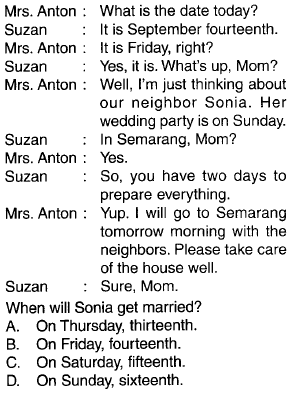 Mrs. Anton : What is the date today?
Suzan : It is September fourteenth.
Mrs. Anton : It is Friday, right?
Suzan : Yes, it is. What's up, Mom?
Mrs. Anton : Well, I'm just thinking about
our neighbor Sonia. Her
wedding party is on Sunday.
Suzan : In Semarang, Mom?
Mrs. Anton : Yes.
Suzan : So, you have two days to
prepare everything.
Mrs. Anton : Yup. I will go to Semarang
tomorrow morning with the
neighbors. Please take care
of the house well.
Suzan : Sure, Mom.
When will Sonia get married?
A. On Thursday, thirteenth.
B. On Friday, fourteenth.
C. On Saturday, fifteenth.
D. On Sunday, sixteenth.